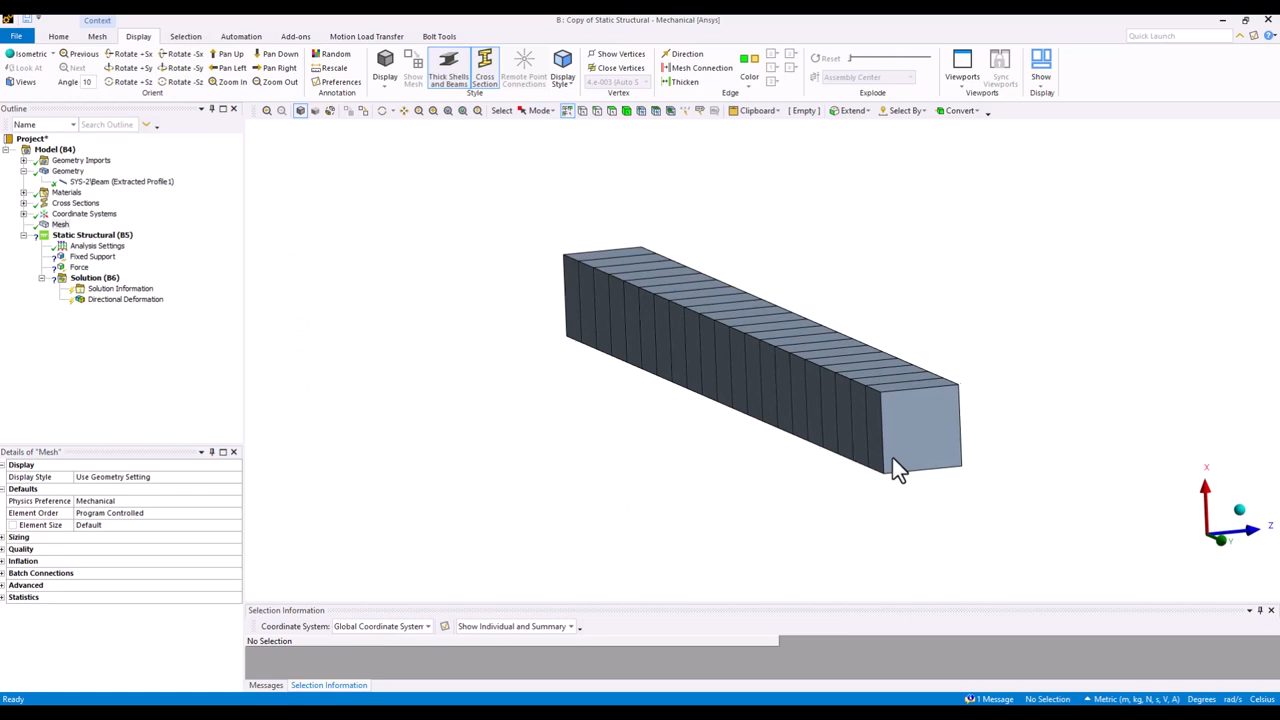 Context
B : Copy of Static Structural - Mechanical [Ansys]
File Home Mesh Display Selection Automation Add-ons Motion Load Transfer Bolt Tools
Quick Launch
Isometric Previous Rotate +Sx Rotate -Sx Pan Up Pan Down Random
Look At Next Rotate +Sy Rotate -Sy Pan Left Pan Right Rescale
Views Angle 10 Rotate +Sz Rotate -Sz Zoom In Zoom Out Preferences
Display Show Mesh Thick Shells and Beams Cross Section Remote Point Connections Display Style
Show Vertices Direction Reset
Close Vertices Mesh Connection Assembly Center
4.e-003 (Auto S Thicken Color Viewports Sync Viewports Show
Orient Annotation Style Vertex Edge Explode Viewports Display
Outline
Select Mode Clipboard [ Empty ] Extend Select By Convert
Name Search Outline
Project*
Model (B4)
Geometry Imports
Geometry
SYS-2\Beam (Extracted Profile1)
Materials
Cross Sections
Coordinate Systems
Mesh
Static Structural (B5)
Analysis Settings
Fixed Support
Force
Solution (B6)
Solution Information
Directional Deformation
Details of "Mesh"
Display
Display Style Use Geometry Setting
Defaults
Physics Preference Mechanical
Element Order Program Controlled
Element Size Default
Sizing
Quality
Inflation
Batch Connections
Advanced
Statistics
X
Y
Z
Selection Information
Coordinate System: Global Coordinate System Show Individual and Summary
No Selection
Messages Selection Information
Ready 1 Message No Selection Metric (m, kg, N, s, V, A) Degrees rad/s Celsius